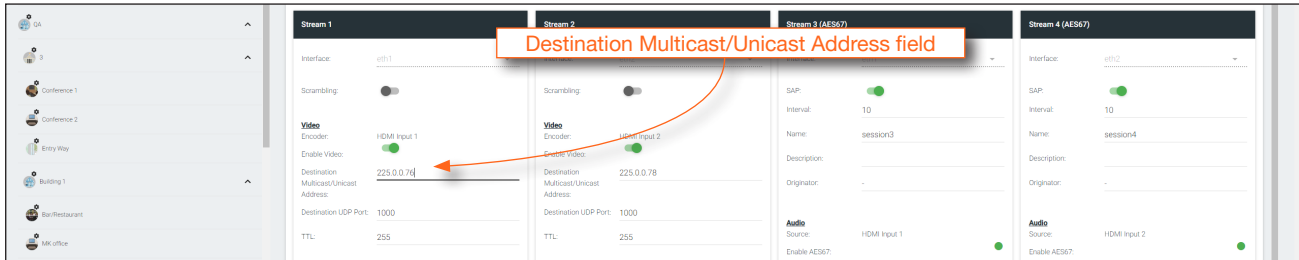 QA
3
Conference 1
Conference 2
Entry Way
Building 1
Bar/Restaurant
MK office
Destination Multicast/Unicast Address field
Stream 1
Interface: eth1
Scrambling:
Video
Encoder: HDMI Input 1
Enable Video:
Destination 225.0.0.76
Multicast/Unicast
Address:
Destination UDP Port: 1000
TTL: 255
Stream 2
Scrambling:
Video
Encoder: HDMI Input 2
Enable Video:
Destination 225.0.0.78
Multicast/Unicast
Address:
Destination UDP Port: 1000
TTL: 255
Stream 3 (AES67)
SAP:
Interval: 10
Name: session3
Description:
Originator: -
Audio
Source: HDMI Input 1
Enable AES67:
Stream 4 (AES67)
Interface: eth2
SAP:
Interval: 10
Name: session4
Description:
Originator: -
Audio
Source: HDMI Input 2
Enable AES67: